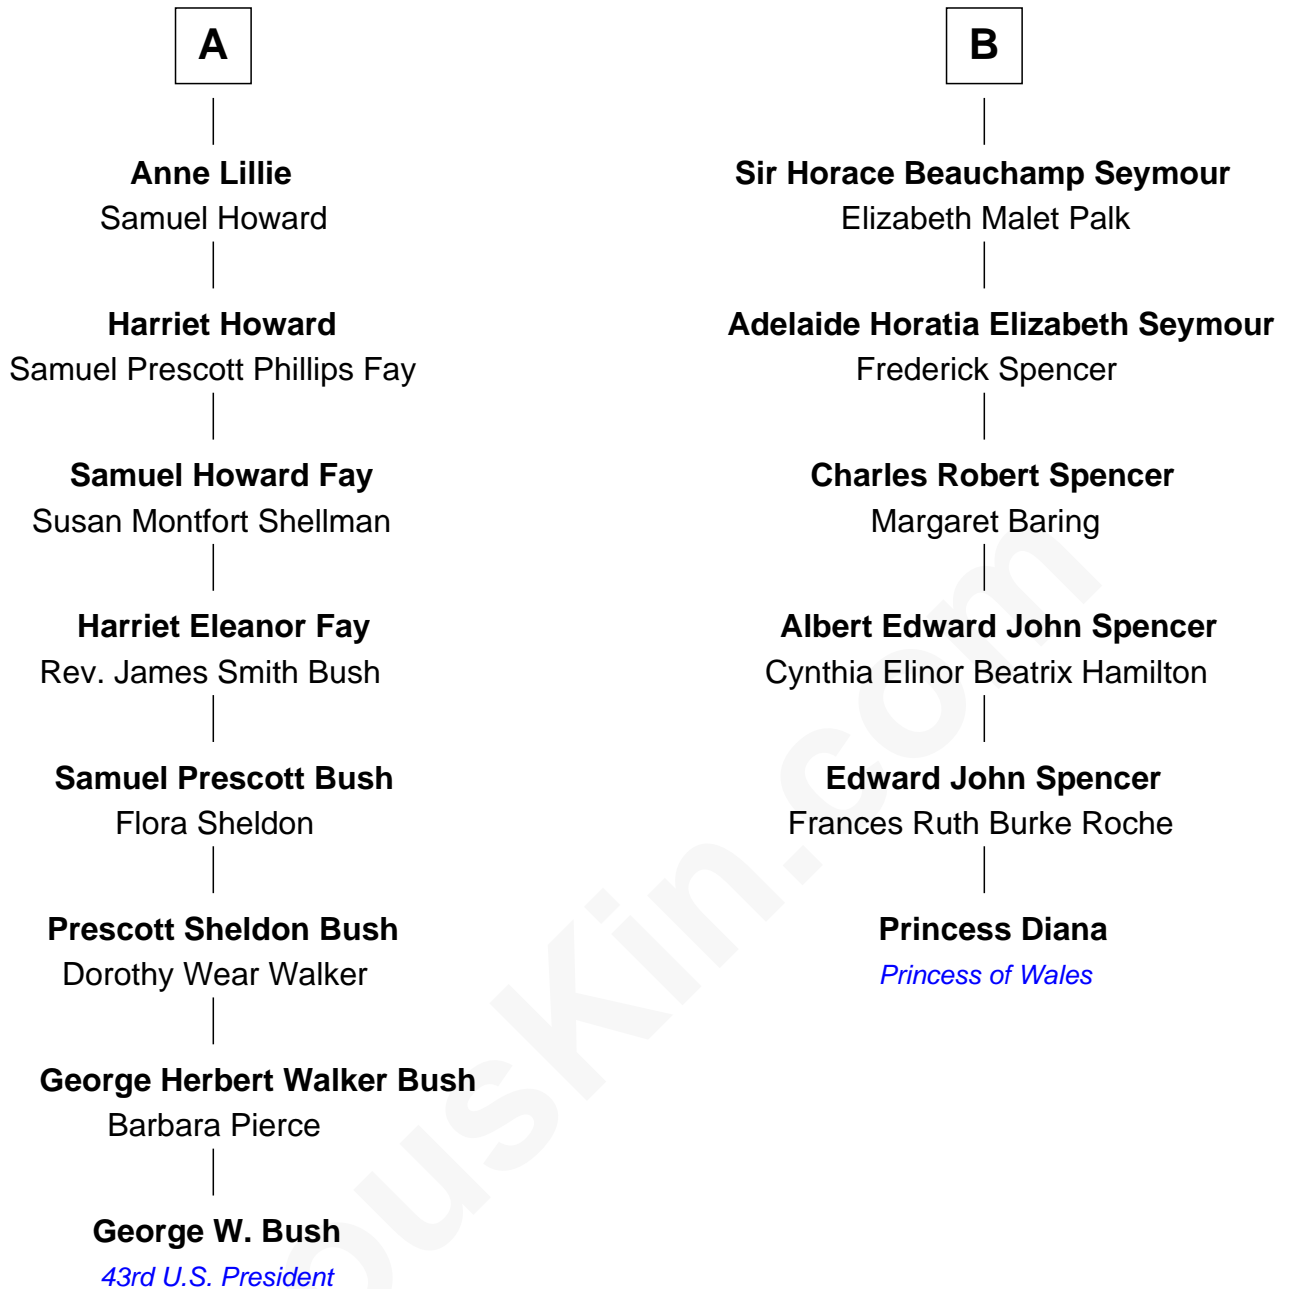 A
Anne Lillie
Samuel Howard
Harriet Howard
Samuel Prescott Phillips Fay
Samuel Howard Fay
Susan Montfort Shellman
Harriet Eleanor Fay
Rev. James Smith Bush
Samuel Prescott Bush
Flora Sheldon
Prescott Sheldon Bush
Dorothy Wear Walker
George Herbert Walker Bush
Barbara Pierce
George W. Bush
43rd U.S. President
B
Sir Horace Beauchamp Seymour
Elizabeth Malet Palk
Adelaide Horatia Elizabeth Seymour
Frederick Spencer
Charles Robert Spencer
Margaret Baring
Albert Edward John Spencer
Cynthia Elinor Beatrix Hamilton
Edward John Spencer
Frances Ruth Burke Roche
Princess Diana
Princess of Wales
ousKin.com